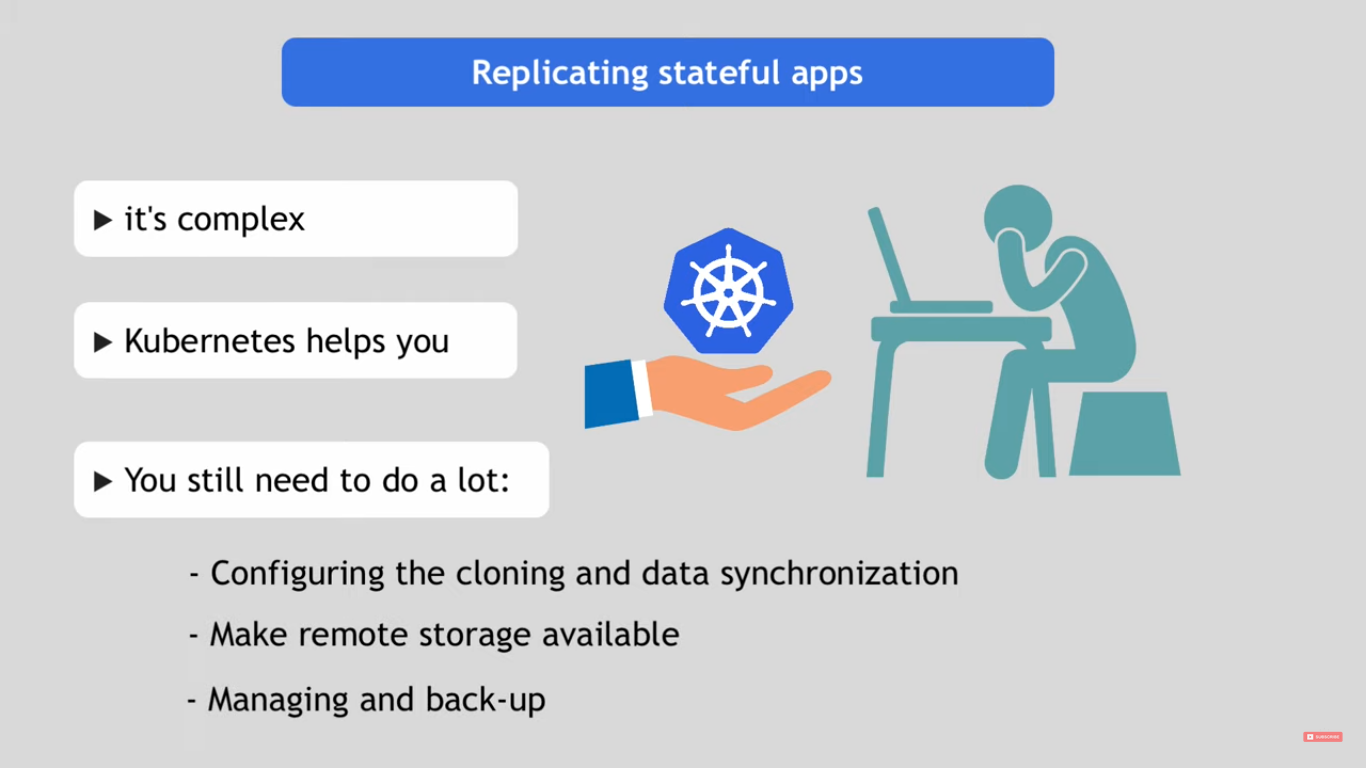 Replicating stateful apps
it's complex
Kubernetes helps you
You still need to do a lot:
- Configuring the cloning and data synchronization
- Make remote storage available
- Managing and back-up
SUBSCRIBE